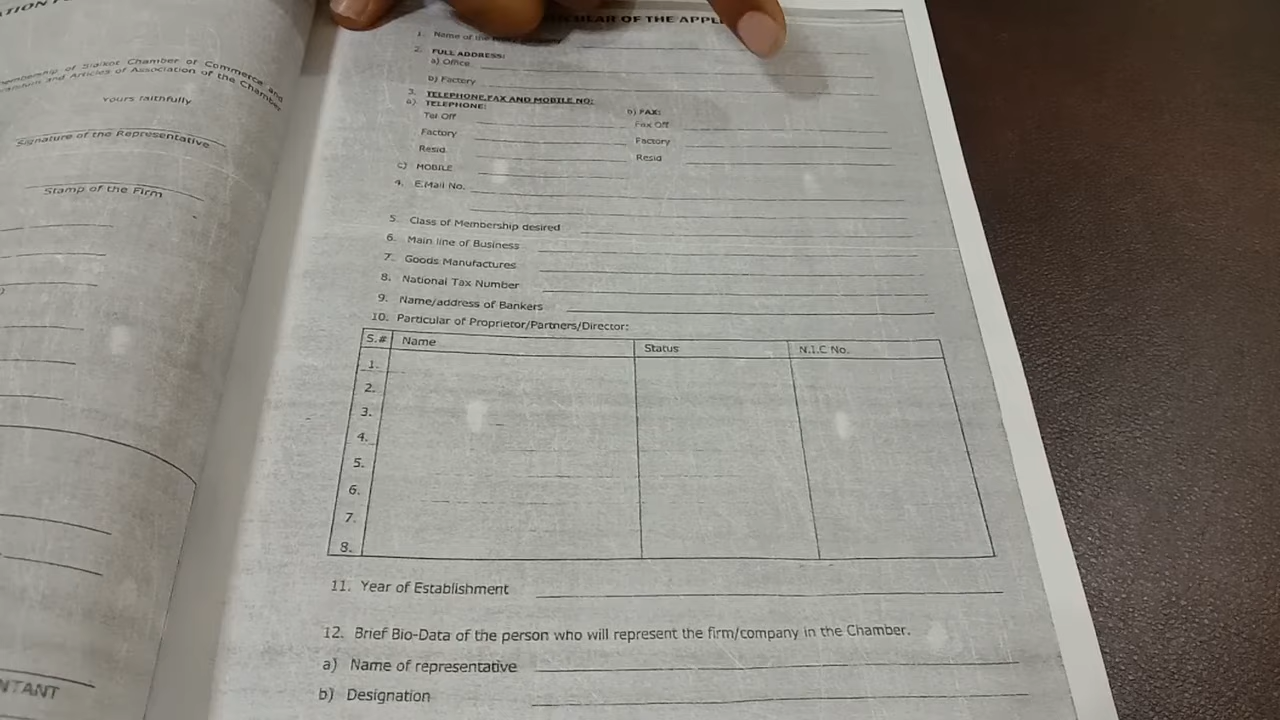 Membership of Sialkot Chamber of Commerce and
and Articles of Association of the Chamber
Yours faithfully
Signature of the Representative
Stamp of the Firm
OF THE
1. Name of the
2. FULL ADDRESS:
a) Office
b) Factory
3. TELEPHONE,FAX AND MOBILE NO:
a) TELEPHONE: b) FAX:
Tel Off Fax Off
Factory Factory
Resid. Resid
c) MOBILE
4. E.Mail No.
5. Class of Membership desired
6. Main line of Business
7. Goods Manufactures
8. National Tax Number
9. Name/address of Bankers
10. Particular of Proprietor/Partners/Director:
S.# Name Status N.I.C No.
1.
2.
3.
4.
5.
6.
7.
8.
11. Year of Establishment
12. Brief Bio-Data of the person who will represent the firm/company in the Chamber.
a) Name of representative
b) Designation